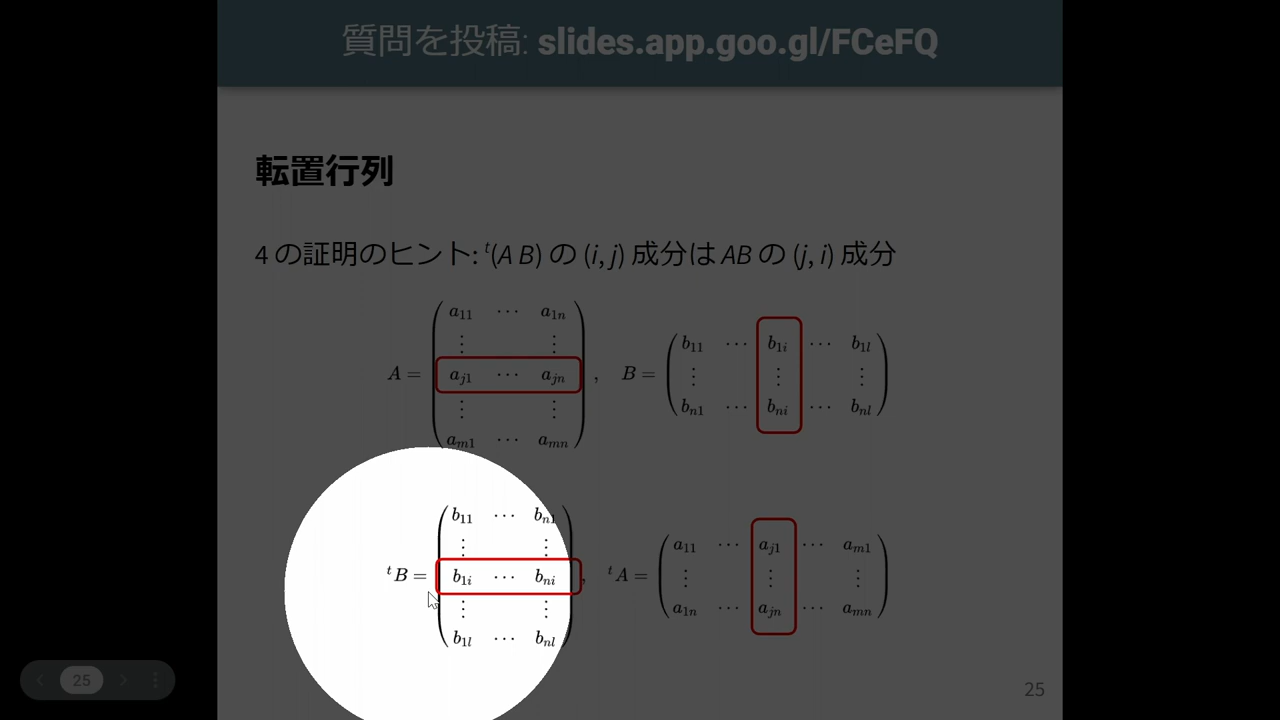 質問を投稿: slides.app.goo.gl/FCeFQ
転置行列
4 の証明のヒント: ᵗ(A B) の (i, j) 成分は AB の (j, i) 成分
a₁₁ ⋯ a₁ₙ
⋮ ⋮
A = aⱼ₁ ⋯ aⱼₙ ,
⋮ ⋮
aₘ₁ ⋯ aₘₙ
b₁₁ ⋯ b₁ᵢ ⋯ b₁ₗ
B = ⋮ ⋮ ⋮
bₙ₁ ⋯ bₙᵢ ⋯ bₙₗ
b₁₁ ⋯ bₙ₁
⋮ ⋮
ᵗB = b₁ᵢ ⋯ bₙᵢ ,
⋮ ⋮
b₁ₗ ⋯ bₙₗ
a₁₁ ⋯ aⱼ₁ ⋯ aₘ₁
ᵗA = ⋮ ⋮ ⋮
a₁ₙ ⋯ aⱼₙ ⋯ aₘₙ
25
25